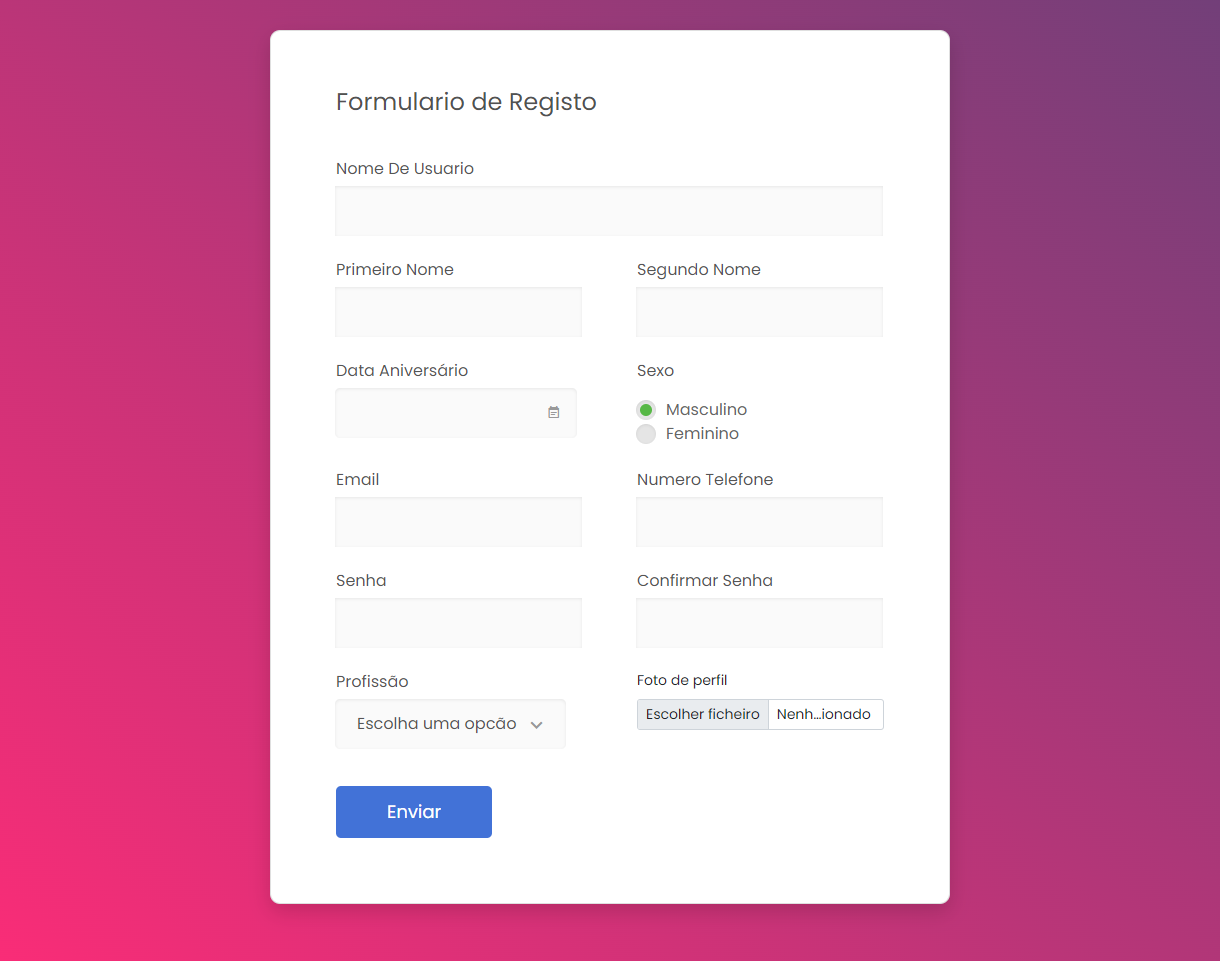 Formulario de Registo
Nome De Usuario
Primeiro Nome
Segundo Nome
Data Aniversário
Sexo
Masculino
Feminino
Email
Numero Telefone
Senha
Confirmar Senha
Profissão
Foto de perfil
Escolha uma opcão
Escolher ficheiro Nenh...ionado
Enviar